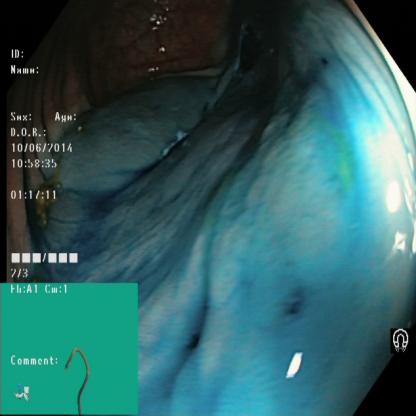 ID:
Name:
Sex: Age:
D.O.B.:
10/06/2014
10:58:35
01:17:11
■■■/■■■
2/3
Eh:A1 Cm:1
Comment: